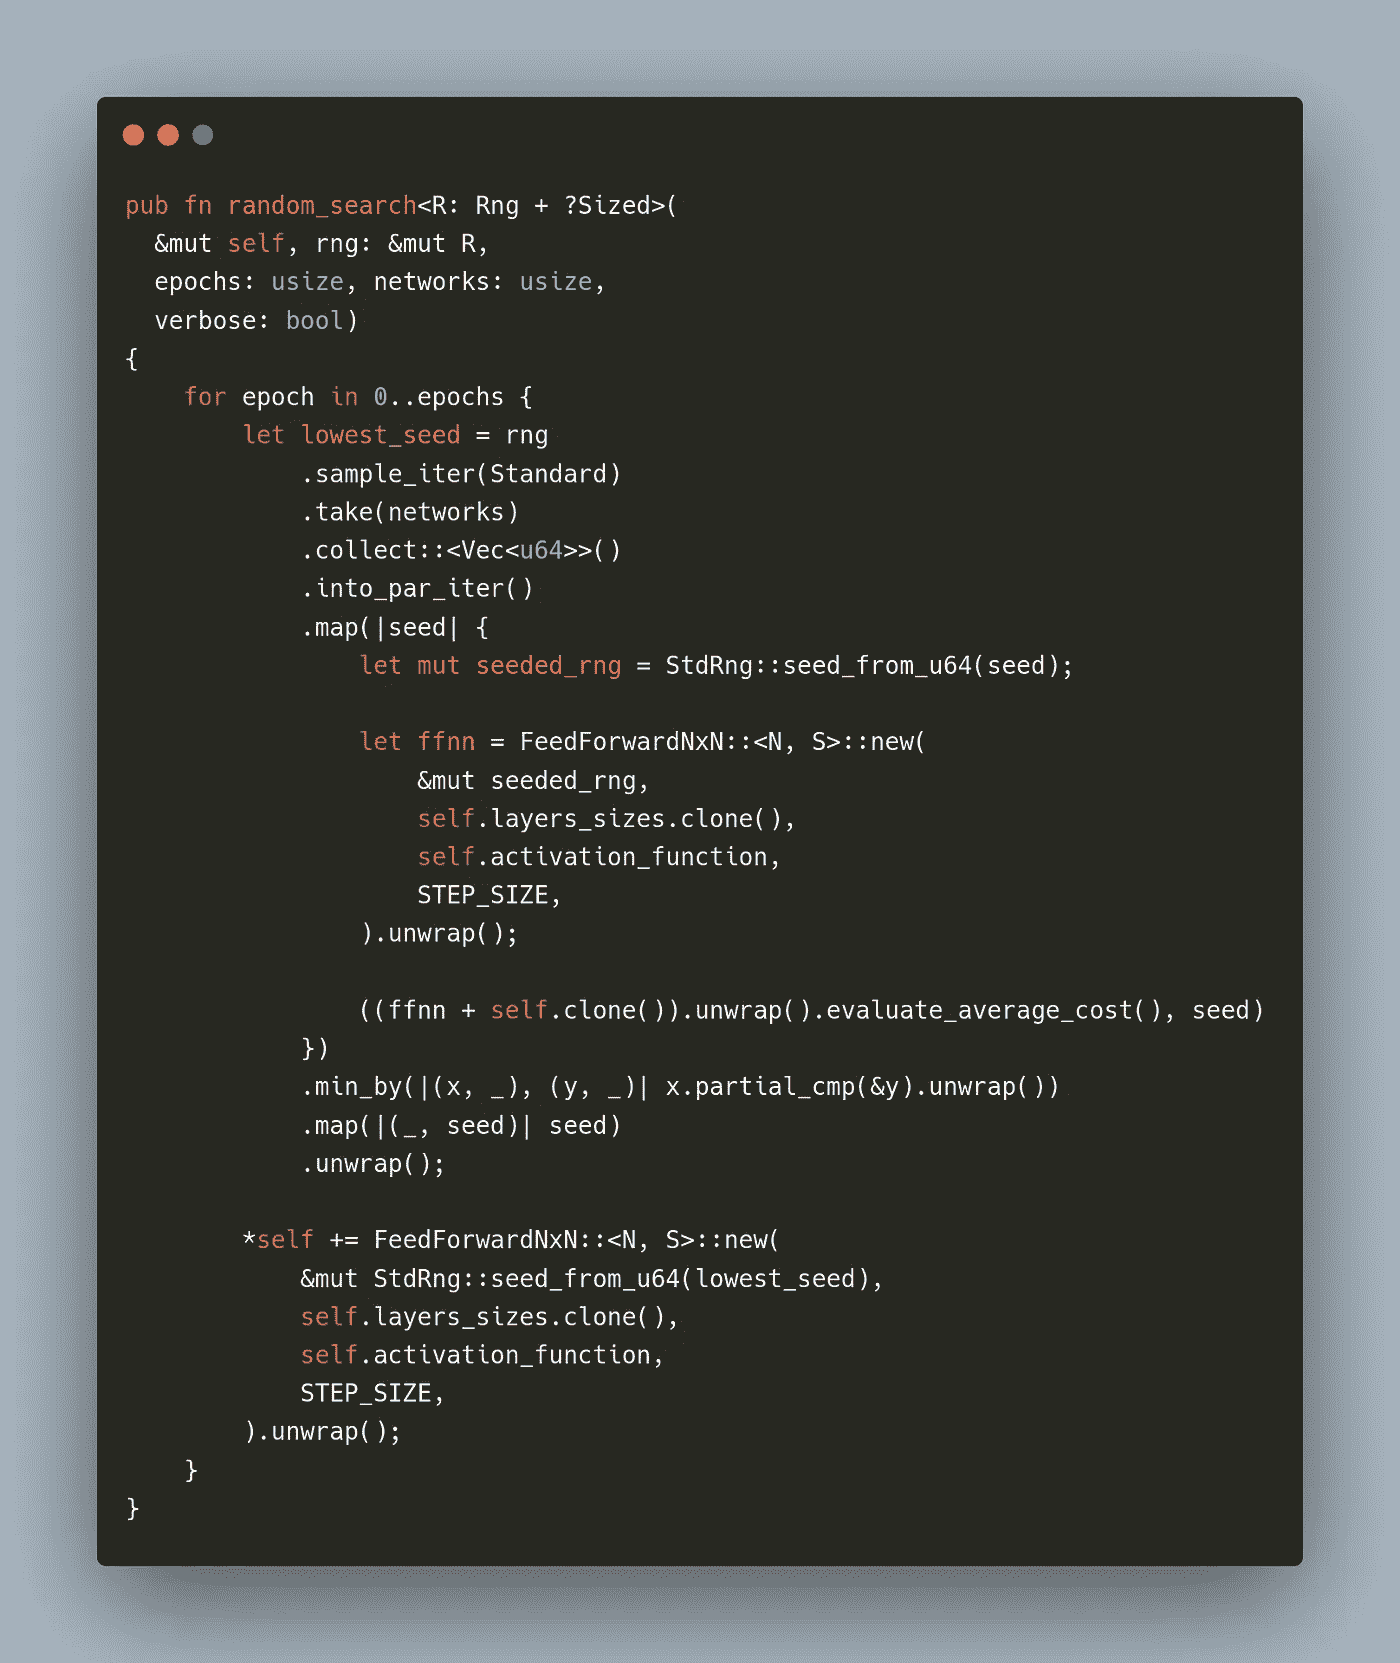 pub fn random_search<R: Rng + ?Sized>(
  &mut self, rng: &mut R,
  epochs: usize, networks: usize,
  verbose: bool)
{
    for epoch in 0..epochs {
        let lowest_seed = rng
            .sample_iter(Standard)
            .take(networks)
            .collect::<Vec<u64>>()
            .into_par_iter()
            .map(|seed| {
                let mut seeded_rng = StdRng::seed_from_u64(seed);
                let ffnn = FeedForwardNxN::<N, S>::new(
                    &mut seeded_rng,
                    self.layers_sizes.clone(),
                    self.activation_function,
                    STEP_SIZE,
                ).unwrap();
                ((ffnn + self.clone()).unwrap().evaluate_average_cost(), seed)
            })
            .min_by(|(x, _), (y, _)| x.partial_cmp(&y).unwrap())
            .map(|(_, seed)| seed)
            .unwrap();
        *self += FeedForwardNxN::<N, S>::new(
            &mut StdRng::seed_from_u64(lowest_seed),
            self.layers_sizes.clone(),
            self.activation_function,
            STEP_SIZE,
        ).unwrap();
    }
}